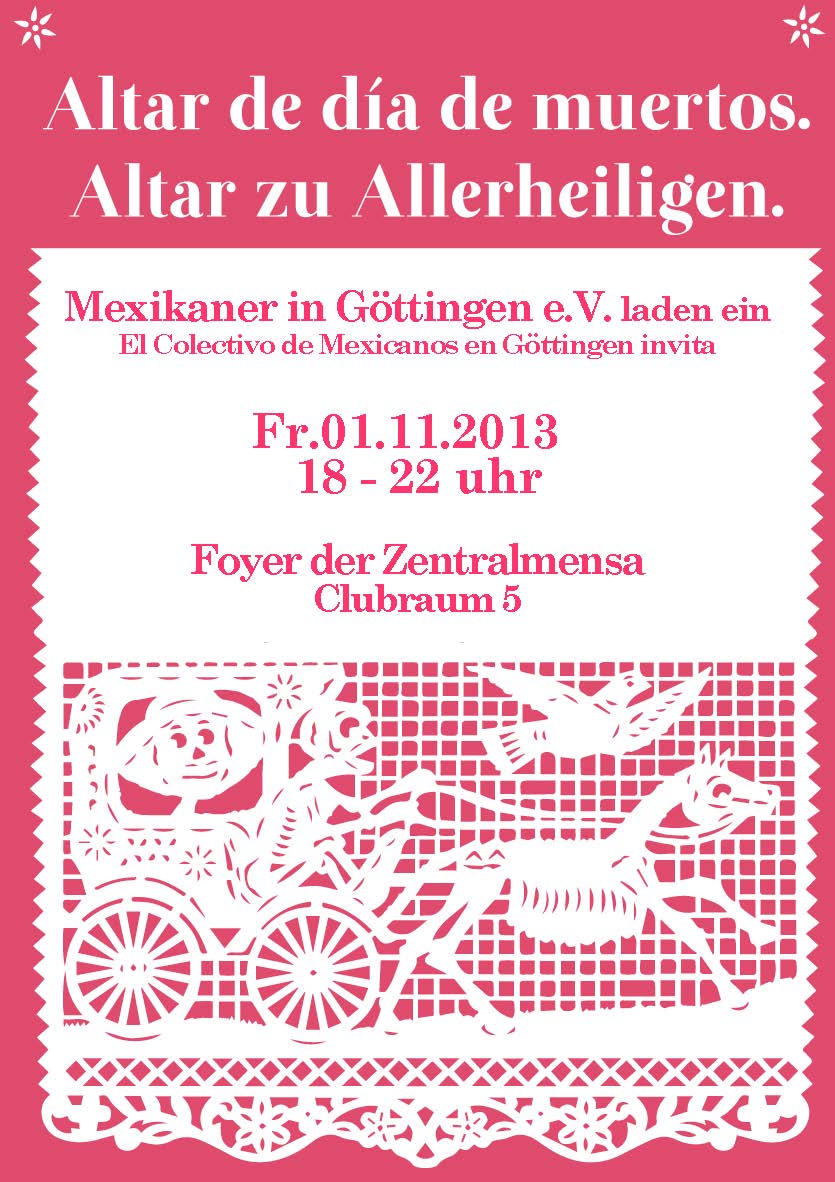 Altar de día de muertos.
Altar zu Allerheiligen.
Mexikaner in Göttingen e.V. laden ein
El Colectivo de Mexicanos en Göttingen invita
Fr.01.11.2013
18 - 22 uhr
Foyer der Zentralmensa
Clubraum 5